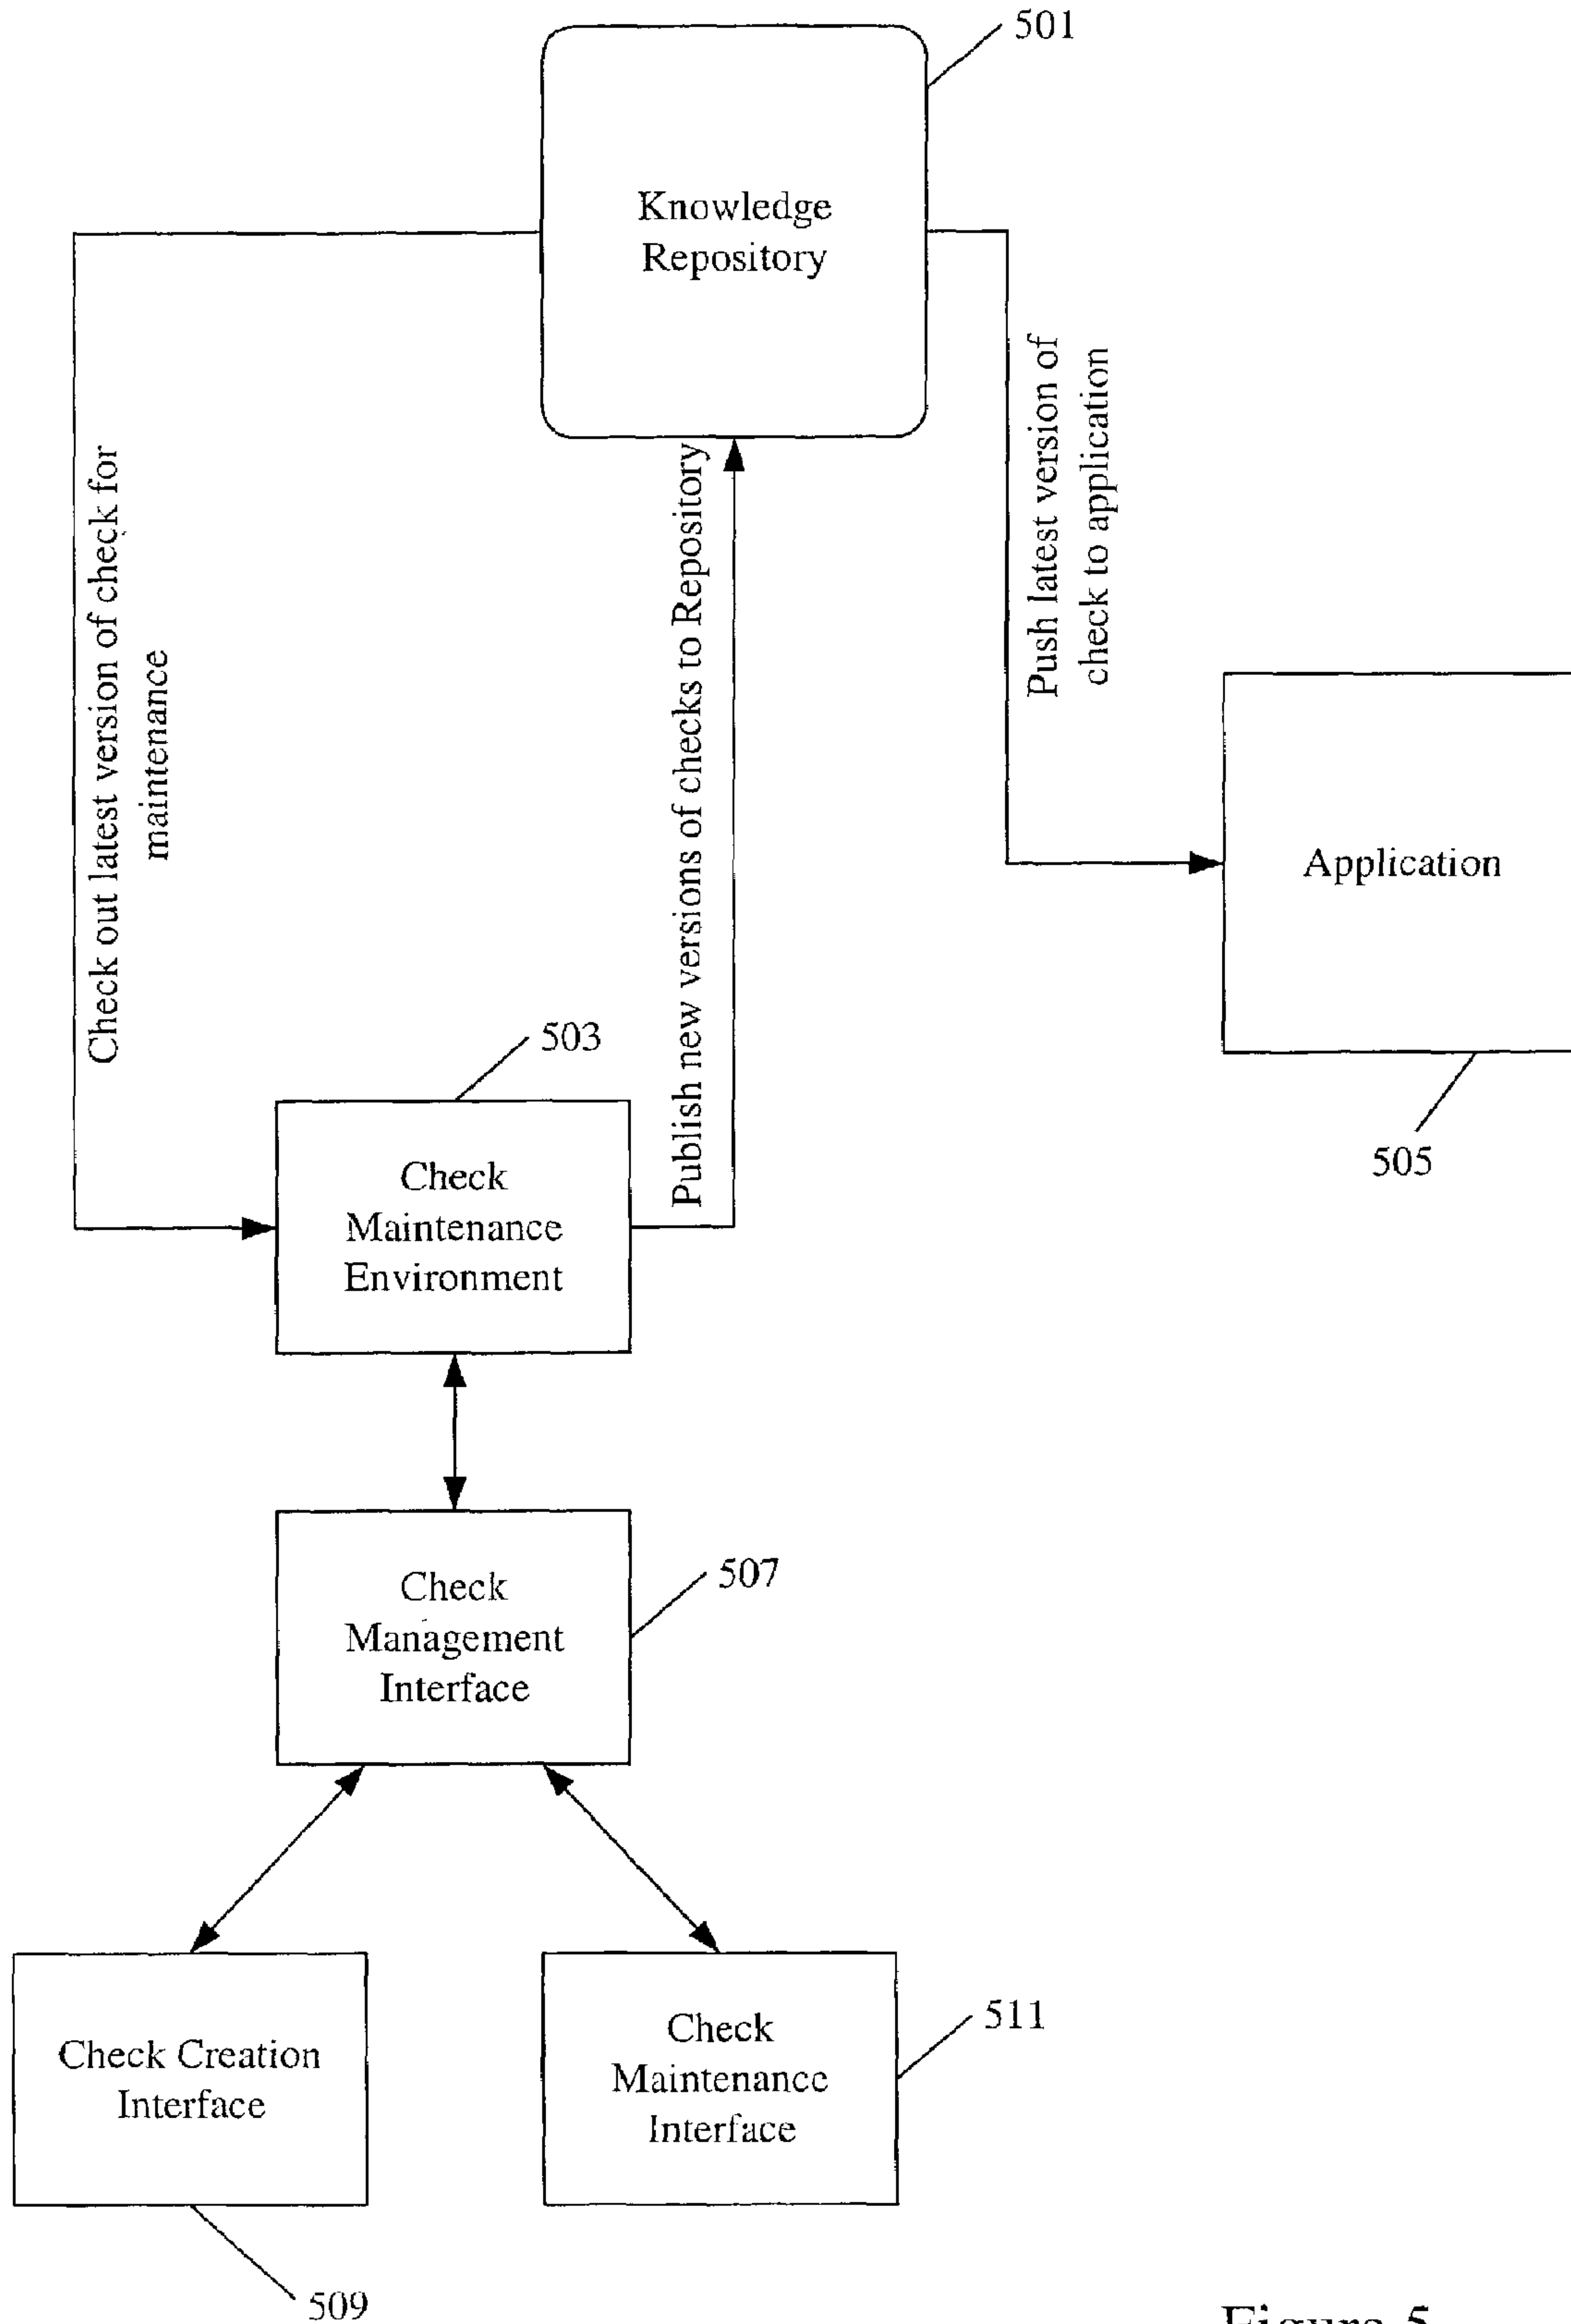 501
Knowledge
Repository
Check out latest version of check for
maintenance
Publish new versions of checks to Repository
Push latest version of
check to application
Application
505
503
Check
Maintenance
Environment
507
Check
Management
Interface
Check Creation
Interface
509
Check
Maintenance
Interface
511
Figure 5